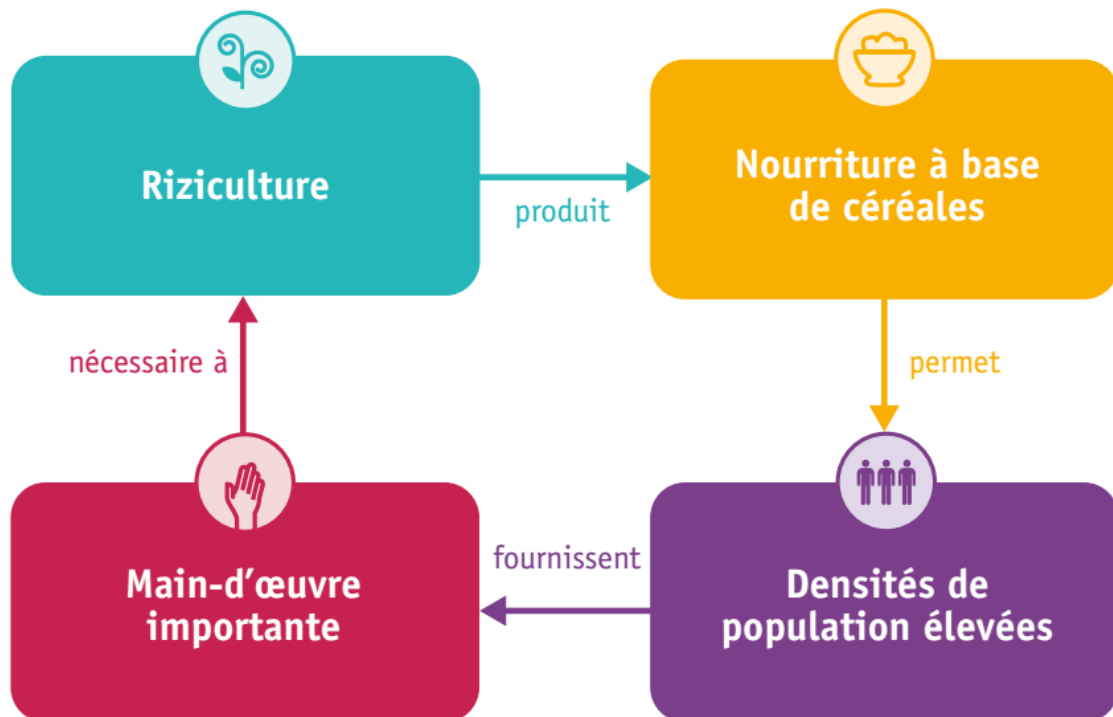 Riziculture
produit
Nourriture à base
de céréales
permet
Densités de
population élevées
fournissent
Main-d'œuvre
importante
nécessaire à